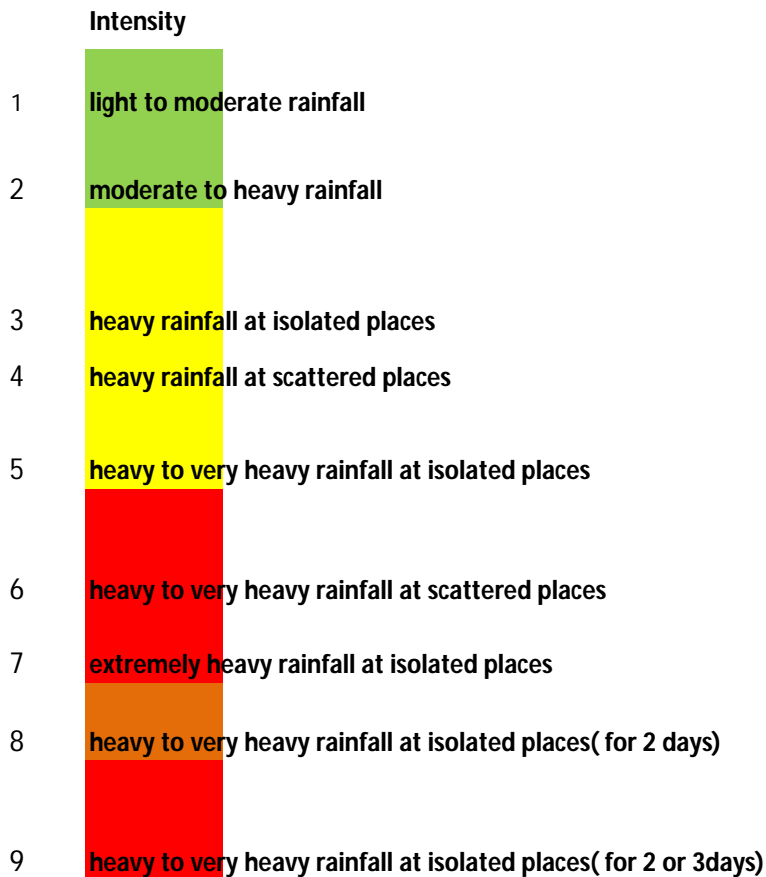 Intensity
1 light to moderate rainfall
2 moderate to heavy rainfall
3 heavy rainfall at isolated places
4 heavy rainfall at scattered places
5 heavy to very heavy rainfall at isolated places
6 heavy to very heavy rainfall at scattered places
7 extremely heavy rainfall at isolated places
8 heavy to very heavy rainfall at isolated places( for 2 days)
9 heavy to very heavy rainfall at isolated places( for 2 or 3days)